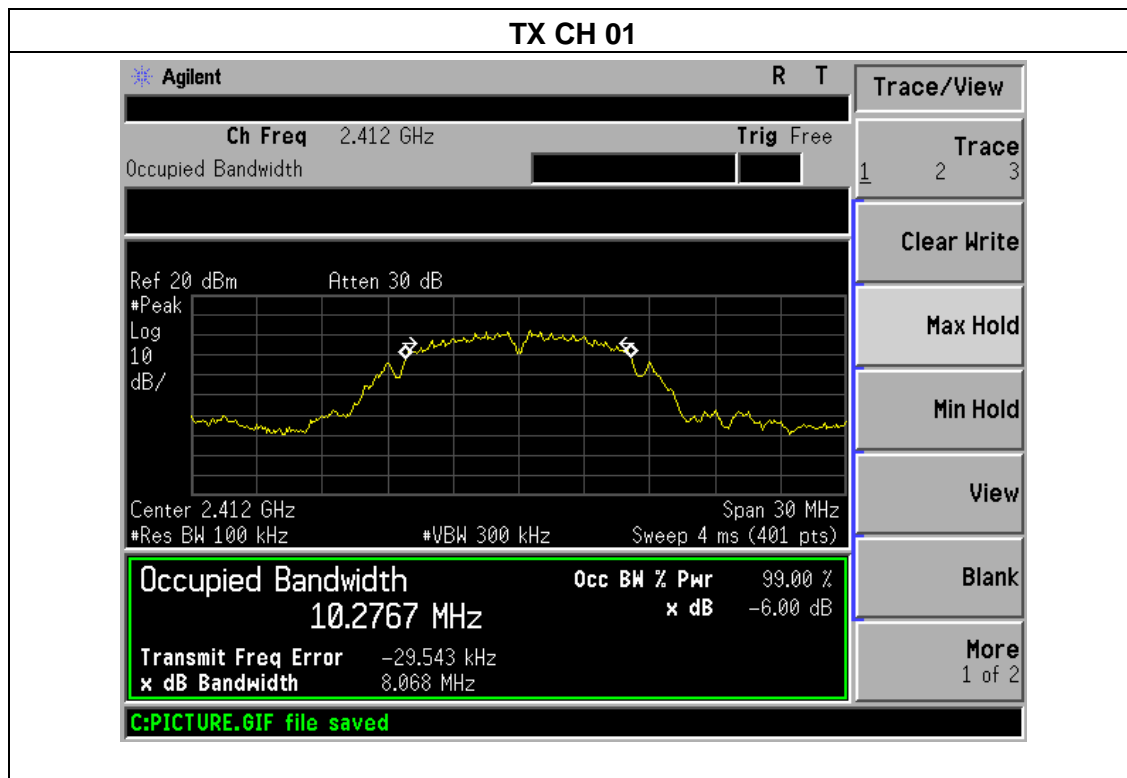 TX CH 01
Agilent R T
Ch Freq 2.412 GHz Trig Free
Occupied Bandwidth
Ref 20 dBm Atten 30 dB
#Peak
Log
10
dB/
Center 2.412 GHz Span 30 MHz
#Res BW 100 kHz #VBW 300 kHz Sweep 4 ms (401 pts)
Occupied Bandwidth Occ BW % Pwr 99.00 %
10.2767 MHz x dB -6.00 dB
Transmit Freq Error -29.543 kHz
x dB Bandwidth 8.068 MHz
C:PICTURE.GIF file saved
Trace/View
Trace
1 2 3
Clear Write
Max Hold
Min Hold
View
Blank
More
1 of 2